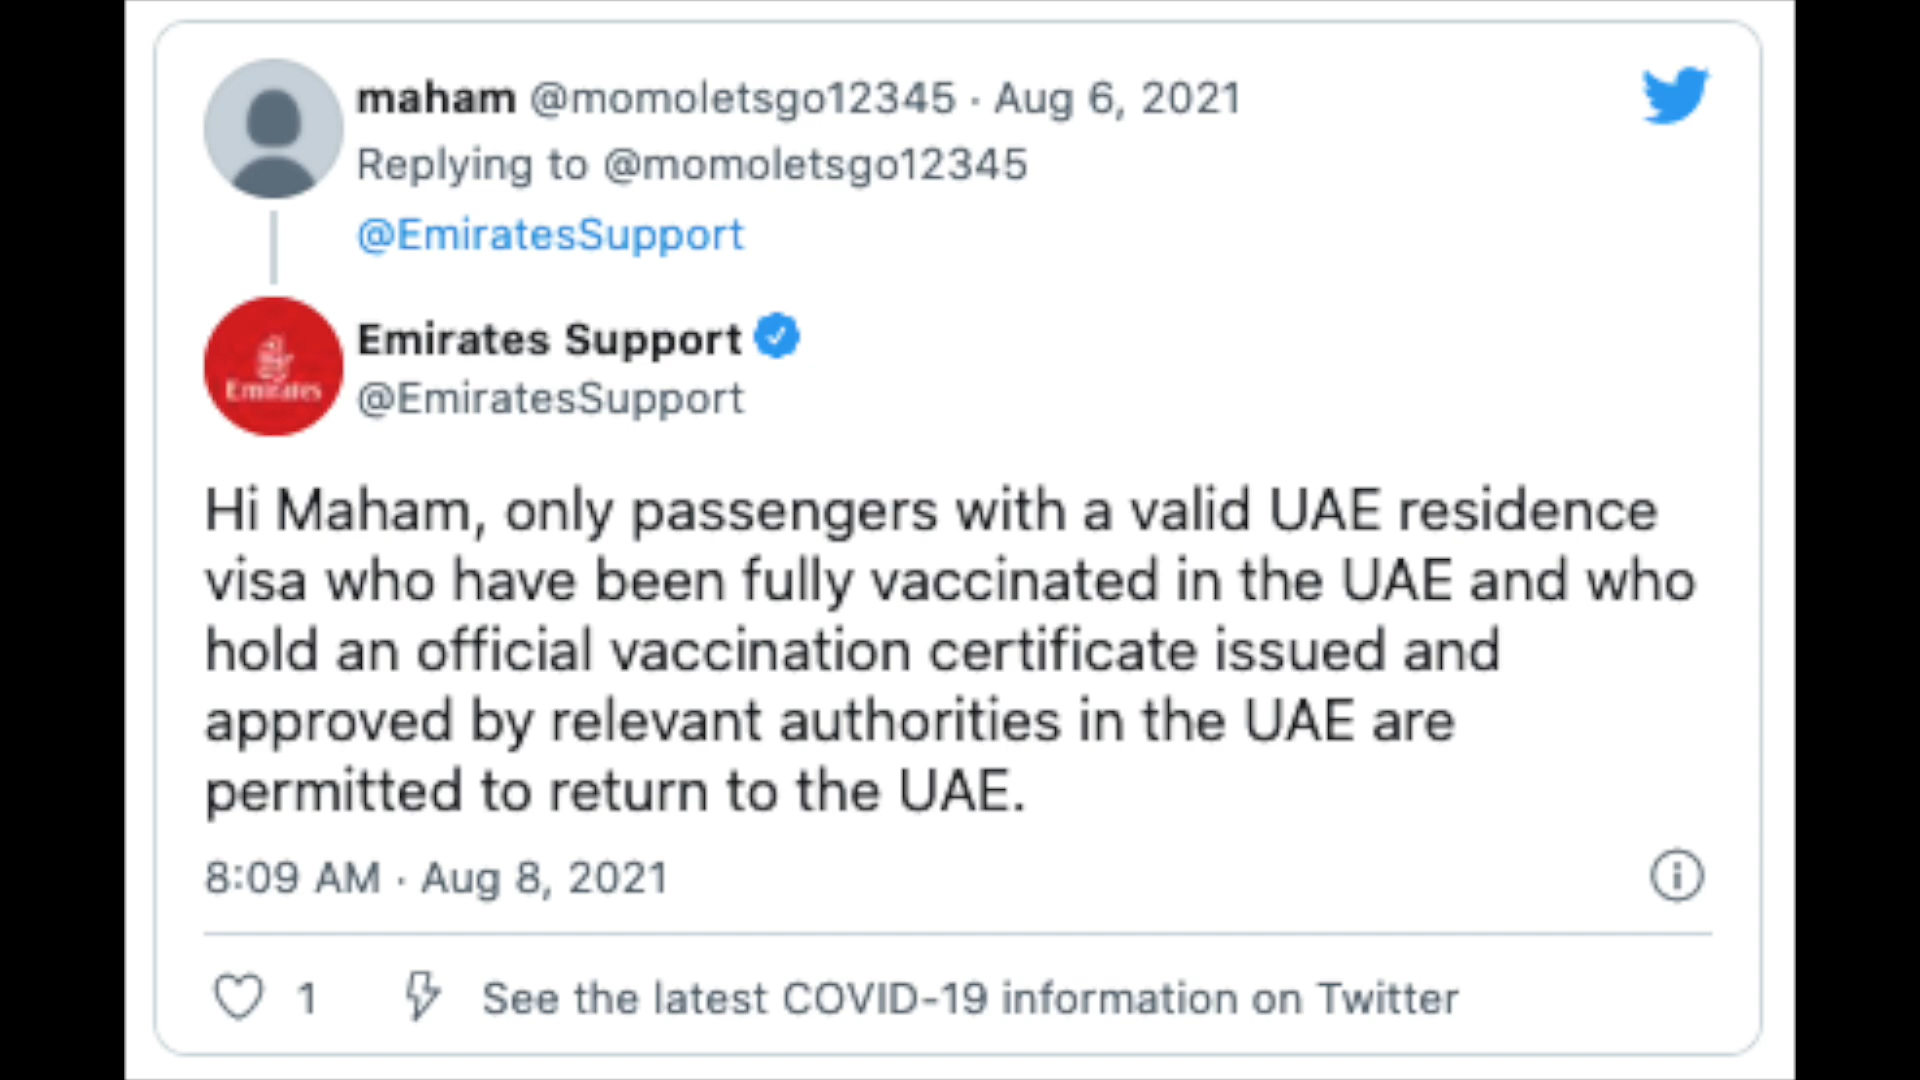 maham @momoletsgo12345 · Aug 6, 2021
Replying to @momoletsgo12345
@EmiratesSupport
Emirates
Emirates Support
@EmiratesSupport
Hi Maham, only passengers with a valid UAE residence
visa who have been fully vaccinated in the UAE and who
hold an official vaccination certificate issued and
approved by relevant authorities in the UAE are
permitted to return to the UAE.
8:09 AM · Aug 8, 2021
1 See the latest COVID-19 information on Twitter